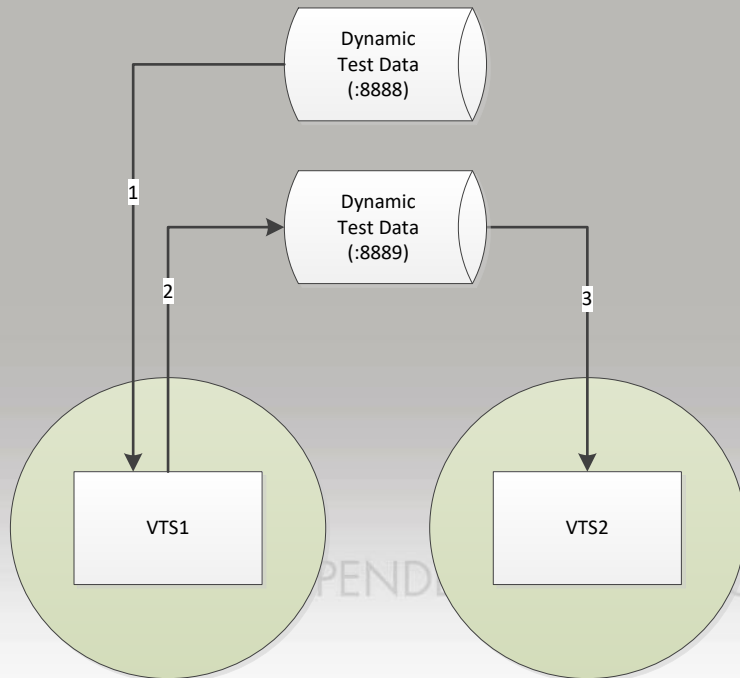 Dynamic
Test Data
(:8888)
1
Dynamic
Test Data
(:8889)
2
3
VTS1
VTS2